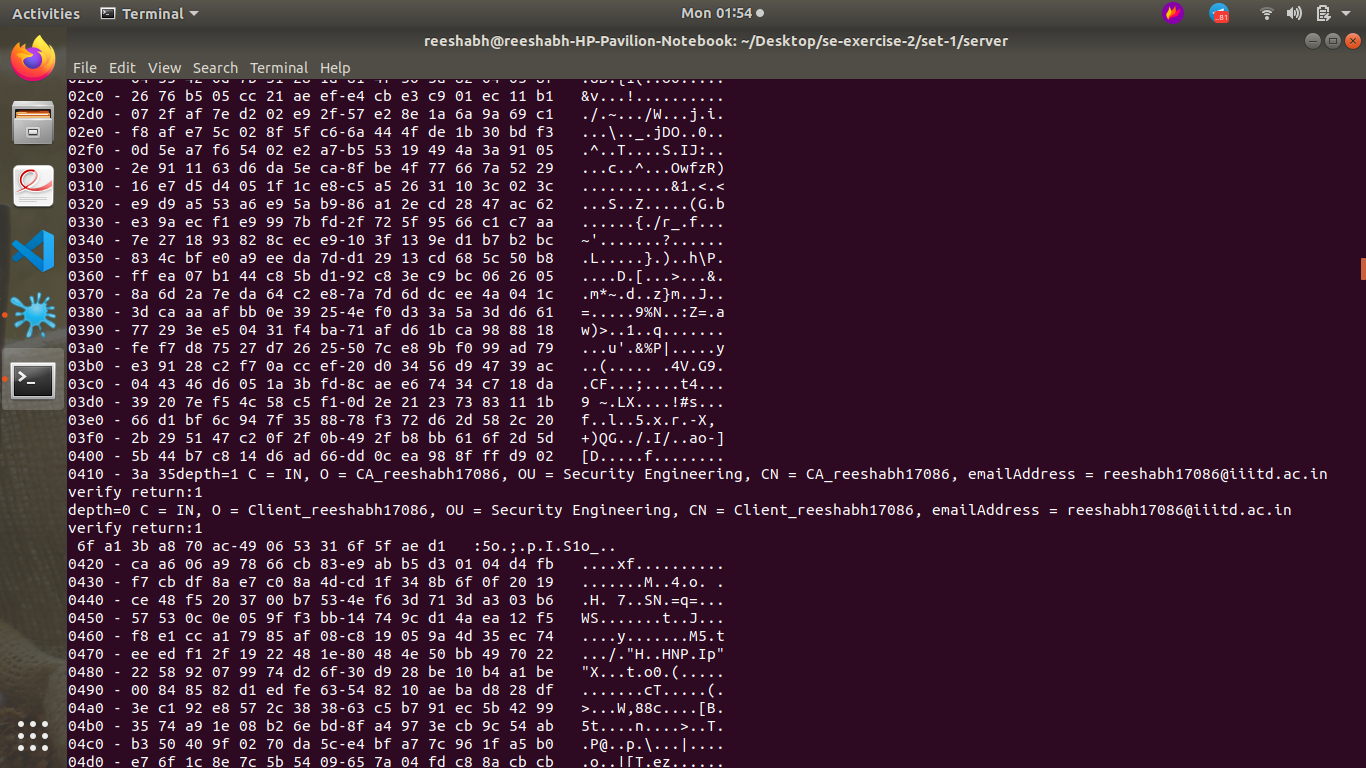 Activities Terminal Mon 01:54 81
reeshabh@reeshabh-HP-Pavilion-Notebook: ~/Desktop/se-exercise-2/set-1/server
File Edit View Search Terminal Help
02c0 - 26 76 b5 05 cc 21 ae ef-e4 cb e3 c9 01 ec 11 b1   &v...!..........
02d0 - 07 2f af 7e d2 02 e9 2f-57 e2 8e 1a 6a 9a 69 c1   ./.~.../W...j.i.
02e0 - f8 af e7 5c 02 8f 5f c6-6a 44 4f de 1b 30 bd f3   ...\.._.jDO..0..
02f0 - 0d 5e a7 f6 54 02 e2 a7-b5 53 19 49 4a 3a 91 05   .^..T....S.IJ:..
0300 - 2e 91 11 63 d6 da 5e ca-8f be 4f 77 66 7a 52 29   ...c..^...OwfzR)
0310 - 16 e7 d5 d4 05 1f 1c e8-c5 a5 26 31 10 3c 02 3c   ..........&1.<.<
0320 - e9 d9 a5 53 a6 e9 5a b9-86 a1 2e cd 28 47 ac 62   ...S..Z.....(G.b
0330 - e3 9a ec f1 e9 99 7b fd-2f 72 5f 95 66 c1 c7 aa   ......{./r_.f...
0340 - 7e 27 18 93 82 8c ec e9-10 3f 13 9e d1 b7 b2 bc   ~'.......?......
0350 - 83 4c bf e0 a9 ee da 7d-d1 29 13 cd 68 5c 50 b8   .L.....}.)..h\P.
0360 - ff ea 07 b1 44 c8 5b d1-92 c8 3e c9 bc 06 26 05   ....D.[...>...&.
0370 - 8a 6d 2a 7e da 64 c2 e8-7a 7d 6d dc ee 4a 04 1c   .m*~.d..z}m..J..
0380 - 3d ca aa af bb 0e 39 25-4e f0 d3 3a 5a 3d d6 61   =.....9%N..:Z=.a
0390 - 77 29 3e e5 04 31 f4 ba-71 af d6 1b ca 98 88 18   w)>..1..q.......
03a0 - fe f7 d8 75 27 d7 26 25-50 7c e8 9b f0 99 ad 79   ...u'.&%P|.....y
03b0 - e3 91 28 c2 f7 0a cc ef-20 d0 34 56 d9 47 39 ac   ..(..... .4V.G9.
03c0 - 04 43 46 d6 05 1a 3b fd-8c ae e6 74 34 c7 18 da   .CF...;....t4...
03d0 - 39 20 7e f5 4c 58 c5 f1-0d 2e 21 23 73 83 11 1b   9 ~.LX....!#s...
03e0 - 66 d1 bf 6c 94 7f 35 88-78 f3 72 d6 2d 58 2c 20   f..l..5.x.r.-X,
03f0 - 2b 29 51 47 c2 0f 2f 0b-49 2f b8 bb 61 6f 2d 5d   +)QG../.I/..ao-]
0400 - 5b 44 b7 c8 14 d6 ad 66-dd 0c ea 98 8f ff d9 02   [D.....f........
0410 - 3a 35depth=1 C = IN, O = CA_reeshabh17086, OU = Security Engineering, CN = CA_reeshabh17086, emailAddress = reeshabh17086@iiitd.ac.in
verify return:1
depth=0 C = IN, O = Client_reeshabh17086, OU = Security Engineering, CN = Client_reeshabh17086, emailAddress = reeshabh17086@iiitd.ac.in
verify return:1
 6f a1 3b a8 70 ac-49 06 53 31 6f 5f ae d1   :5o.;.p.I.S1o_..
0420 - ca a6 06 a9 78 66 cb 83-e9 ab b5 d3 01 04 d4 fb   ....xf..........
0430 - f7 cb df 8a e7 c0 8a 4d-cd 1f 34 8b 6f 0f 20 19   .......M..4.o. .
0440 - ce 48 f5 20 37 00 b7 53-4e f6 3d 71 3d a3 03 b6   .H. 7..SN.=q=...
0450 - 57 53 0c 0e 05 9f f3 bb-14 74 9c d1 4a ea 12 f5   WS.......t..J...
0460 - f8 e1 cc a1 79 85 af 08-c8 19 05 9a 4d 35 ec 74   ....y.......M5.t
0470 - ee ed f1 2f 19 22 48 1e-80 48 4e 50 bb 49 70 22   .../."H..HNP.Ip"
0480 - 22 58 92 07 99 74 d2 6f-30 d9 28 be 10 b4 a1 be   "X...t.o0.(.....
0490 - 00 84 85 82 d1 ed fe 63-54 82 10 ae ba d8 28 df   .......cT.....(.
04a0 - 3e c1 92 e8 57 2c 38 38-63 c5 b7 91 ec 5b 42 99   >...W,88c....[B.
04b0 - 35 74 a9 1e 08 b2 6e bd-8f a4 97 3e cb 9c 54 ab   5t....n....>..T.
04c0 - b3 50 40 9f 02 70 da 5c-e4 bf a7 7c 96 1f a5 b0   .P@..p.\...|....
04d0 - e7 6f 1c 8e 7c 5b 54 09-65 7a 04 fd c8 8a cb cb   .o..|[T.ez......